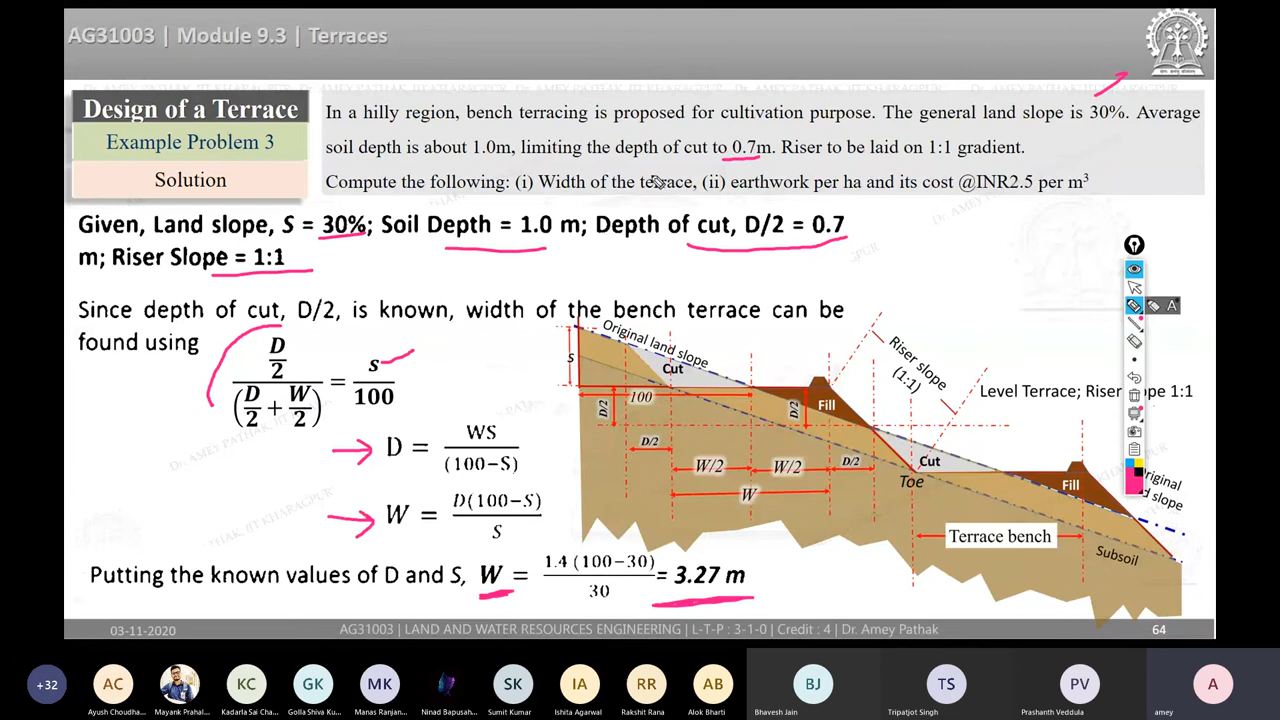 AG31003 | Module 9.3 | Terraces
Design of a Terrace
Example Problem 3
Solution
In a hilly region, bench terracing is proposed for cultivation purpose. The general land slope is 30%. Average
soil depth is about 1.0m, limiting the depth of cut to 0.7m. Riser to be laid on 1:1 gradient.
Compute the following: (i) Width of the terrace, (ii) earthwork per ha and its cost @INR2.5 per m³
Given, Land slope, S = 30%; Soil Depth = 1.0 m; Depth of cut, D/2 = 0.7
m; Riser Slope = 1:1
Since depth of cut, D/2, is known, width of the bench terrace can be
found using
D/2 / (D/2 + W/2) = s/100
D = WS/(100-S)
W = D(100-S)/S
Putting the known values of D and S, W = 1.4 (100-30)/30 = 3.27 m
Original land slope
S
Cut
100
D/2
D/2
Fill
Riser slope
(1:1)
Level Terrace; Riser Slope 1:1
D/2
W/2
W/2
D/2
W
Cut
Toe
Fill
Original
land slope
Terrace bench
Subsoil
A
03-11-2020
AG31003 | LAND AND WATER RESOURCES ENGINEERING | L-T-P : 3-1-0 | Credit : 4 | Dr. Amey Pathak
64
+32
AC
KC
GK
MK
SK
IA
RR
AB
BJ
TS
PV
A
Ayush Choudha...
Mayank Prahal...
Kadarla Sai Cha...
Golla Shiva Ku...
Manas Ranjan...
Ninad Bapusah...
Sumit Kumar
Ishita Agarwal
Rakshit Rana
Alok Bharti
Bhavesh Jain
Tripatjot Singh
Prashanth Veddula
amey